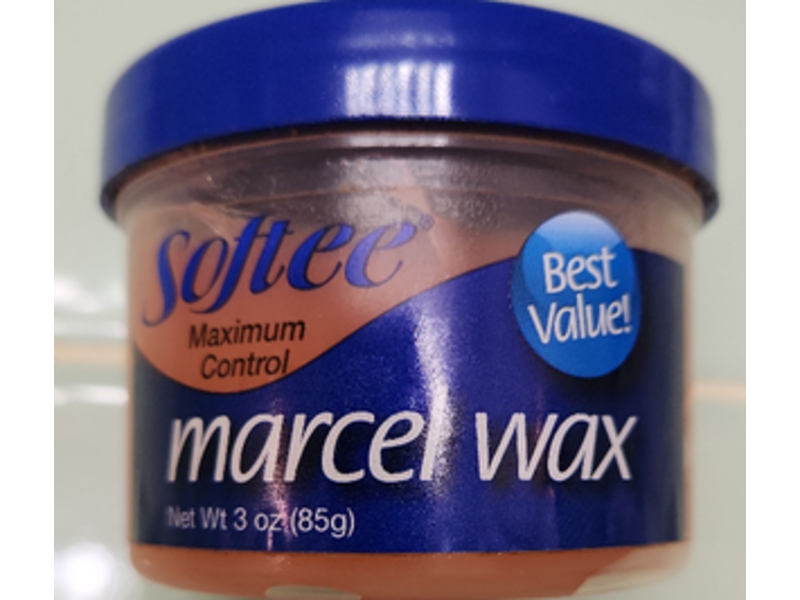 Softee®
Maximum
Control
Best
Value!
marcel wax
Net Wt 3 oz (85g)